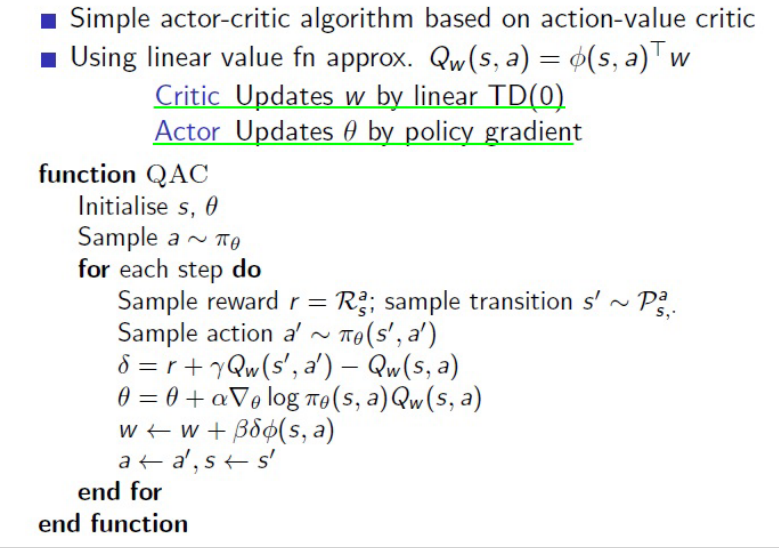 Simple actor-critic algorithm based on action-value critic
Using linear value fn approx. Q_w(s, a) = ϕ(s, a)^⊤ w
Critic Updates w by linear TD(0)
Actor Updates θ by policy gradient
function QAC
Initialise s, θ
Sample a ∼ π_θ
for each step do
Sample reward r = ℛ_s^a; sample transition s′ ∼ 𝒫_{s,·}^a
Sample action a′ ∼ π_θ(s′, a′)
δ = r + γQ_w(s′, a′) − Q_w(s, a)
θ = θ + α∇_θ log π_θ(s, a)Q_w(s, a)
w ← w + βδϕ(s, a)
a ← a′, s ← s′
end for
end function